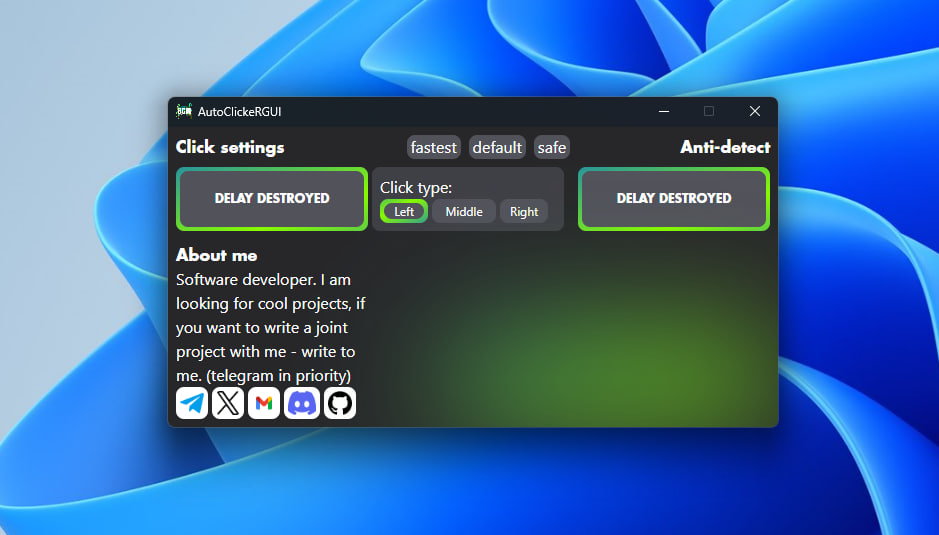 AutoClickeRGUI
Click settings
fastest
default
safe
Anti-detect
DELAY DESTROYED
Click type:
Left
Middle
Right
DELAY DESTROYED
About me
Software developer. I am
looking for cool projects, if
you want to write a joint
project with me - write to
me. (telegram in priority)